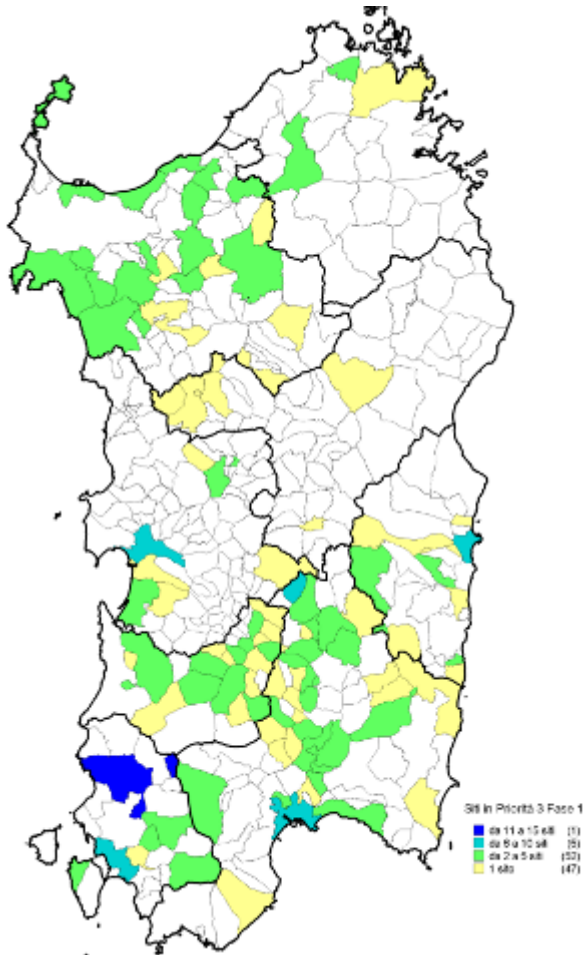 Siti in Priorità 3 Fase 1
da 11 a 15 siti (1)
da 6 a 10 siti (5)
da 2 a 5 siti (53)
1 sito (47)